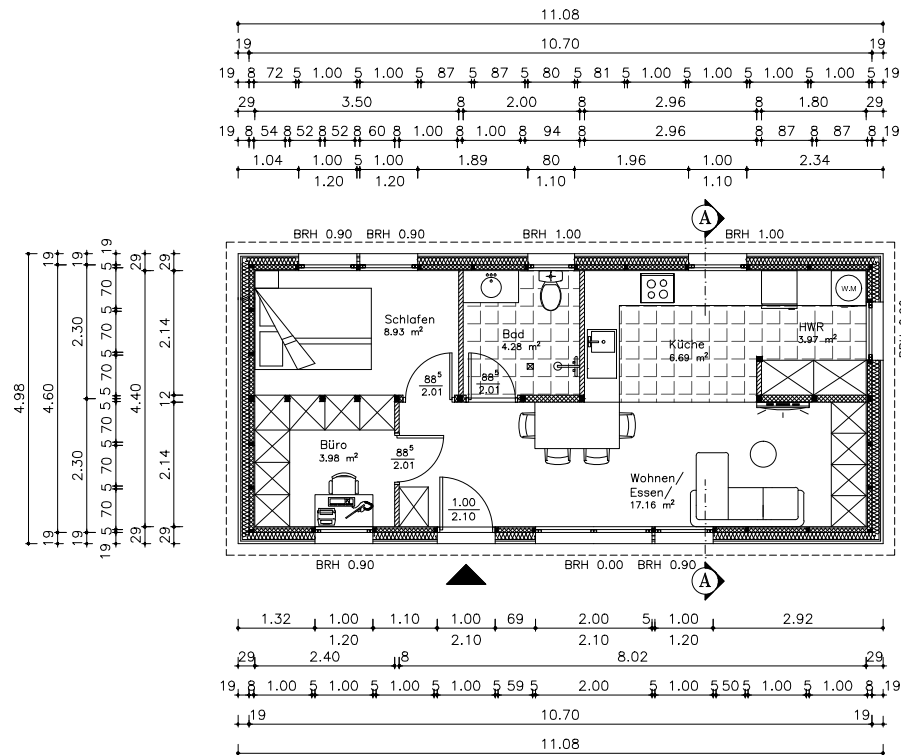 11.08
19 10.70 19
19 8 72 5 1.00 5 1.00 5 87 5 87 5 80 5 81 5 1.00 5 1.00 5 1.00 5 1.00 5 19
29 3.50 8 2.00 8 2.96 8 1.80 29
19 8 54 8 52 8 52 8 60 8 1.00 8 1.00 8 94 8 2.96 8 87 8 87 8 19
1.04 1.00 5 1.00 1.89 80 1.96 1.00 2.34
1.20 1.20 1.10 1.10
A
BRH 0.90 BRH 0.90 BRH 1.00 BRH 1.00
4.98
19 4.60 19
19 2.30 2.30 19
19 5 70 5 70 5 70 5 5 70 5 70 5 70 5 19
29 4.40 29
29 2.14 12 2.14 29
Schlafen
8.93 m²
Bad
4.28 m²
Küche
6.69 m²
HWR
3.97 m²
W.M
88⁵
2.01
88⁵
2.01
Büro
3.98 m²
88⁵
2.01
1.00
2.10
Wohnen/
Essen/
17.16 m²
BRH 0.90 BRH 0.00 BRH 0.90
A
1.32 1.00 1.10 1.00 69 2.00 5 1.00 2.92
1.20 2.10 2.10 1.20
29 2.40 8 8.02 29
19 8 1.00 5 1.00 5 1.00 5 1.00 5 59 5 2.00 5 1.00 5 50 5 1.00 5 1.00 8 19
19 10.70 19
11.08